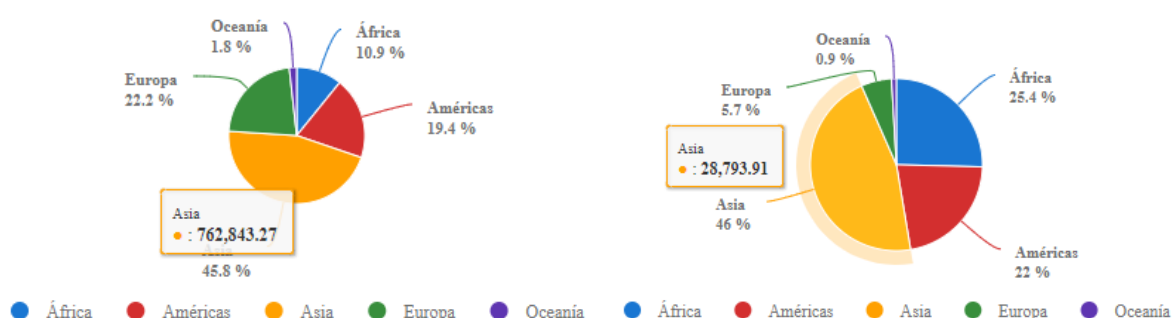 Oceanía
1.8 %
África
10.9 %
Europa
22.2 %
Américas
19.4 %
Asia
● : 762,843.27
Asia
45.8 %
África
Américas
Asia
Europa
Oceanía
Oceanía
0.9 %
África
25.4 %
Europa
5.7 %
Asia
● : 28,793.91
Asia
46 %
Américas
22 %
África
Américas
Asia
Europa
Oceanía